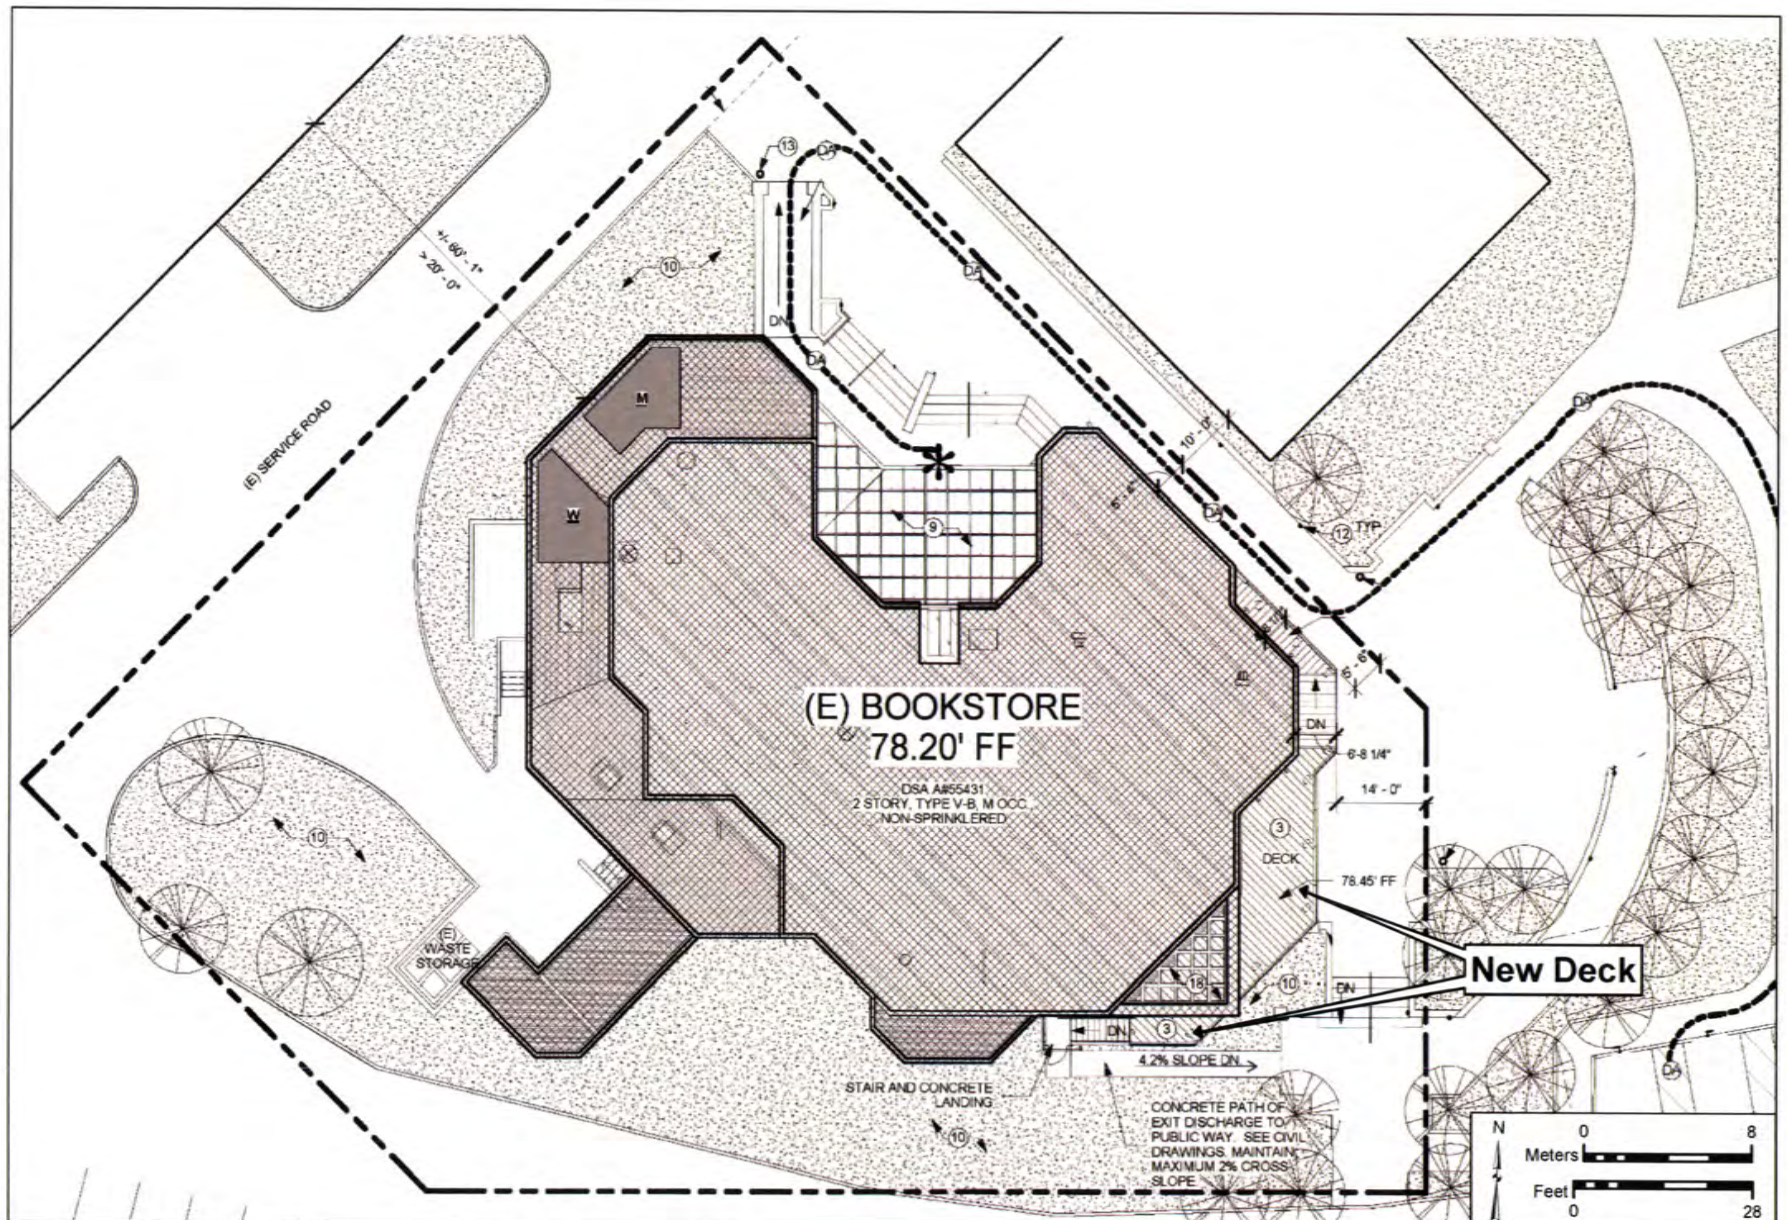 13
DA
+/- 60' - 1"
> 20' - 0"
10
DA
DN
DA
M
DA
(E) SERVICE ROAD
10' - 0"
W
9
DA
12 TYP
(E) BOOKSTORE
78.20' FF
DSA A#55431
2 STORY, TYPE V-B, M OCC.,
NON-SPRINKLERED
6' - 6"
DN
6'-8 1/4"
14' - 0"
3
DECK
78.45' FF
10
(E)
WASTE
STORAGE
New Deck
18
10
DN
DN
3
4.2% SLOPE DN
DA
STAIR AND CONCRETE
LANDING
CONCRETE PATH OF
EXIT DISCHARGE TO
PUBLIC WAY. SEE CIVIL
DRAWINGS. MAINTAIN
MAXIMUM 2% CROSS
SLOPE
10
N
0 8
Meters
Feet
0 28